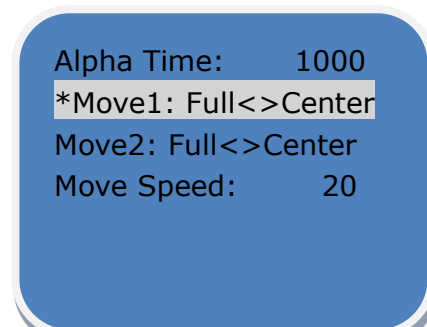 Alpha Time: 1000
*Move1: Full<>Center
Move2: Full<>Center
Move Speed: 20